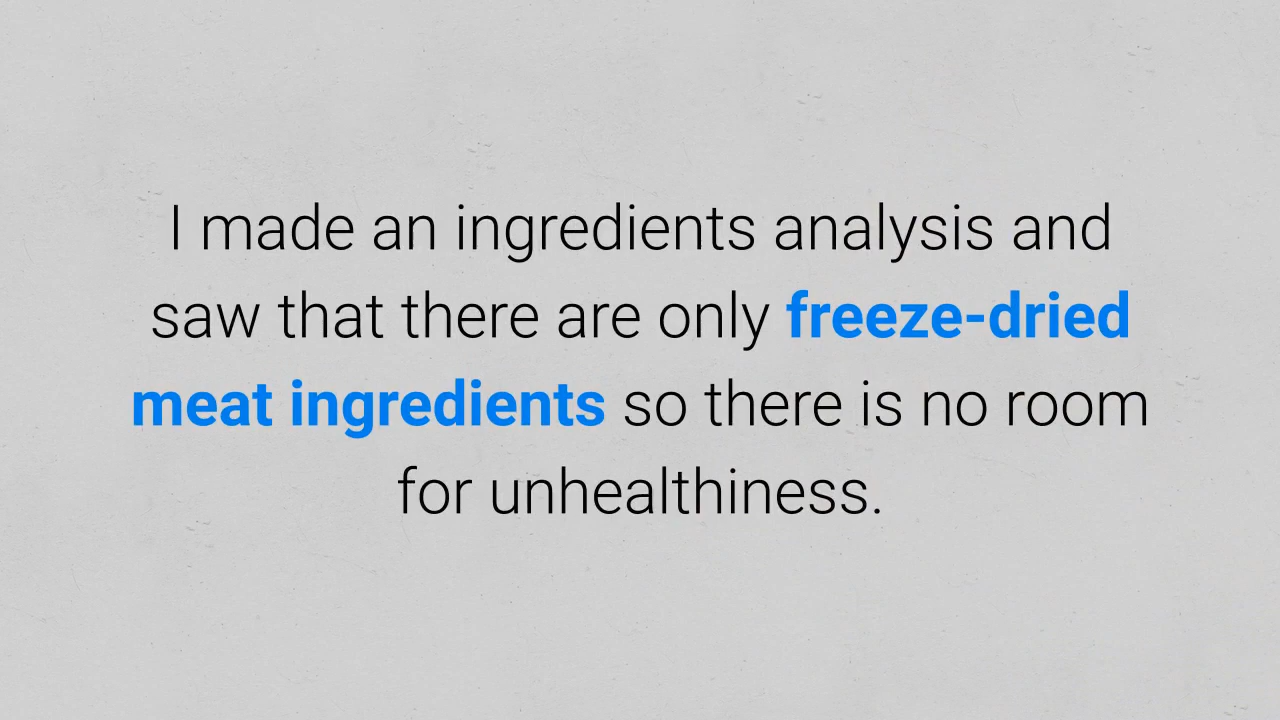 I made an ingredients analysis and
saw that there are only freeze-dried
meat ingredients so there is no room
for unhealthiness.